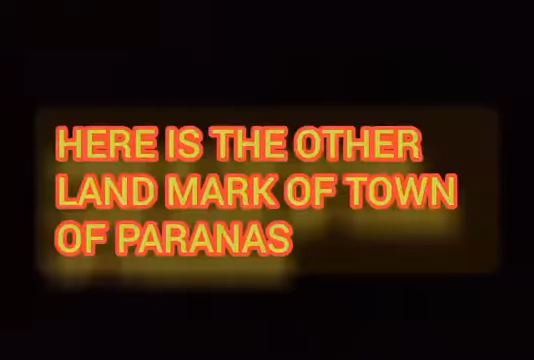 HERE IS THE OTHER
LAND MARK OF TOWN
OF PARANAS